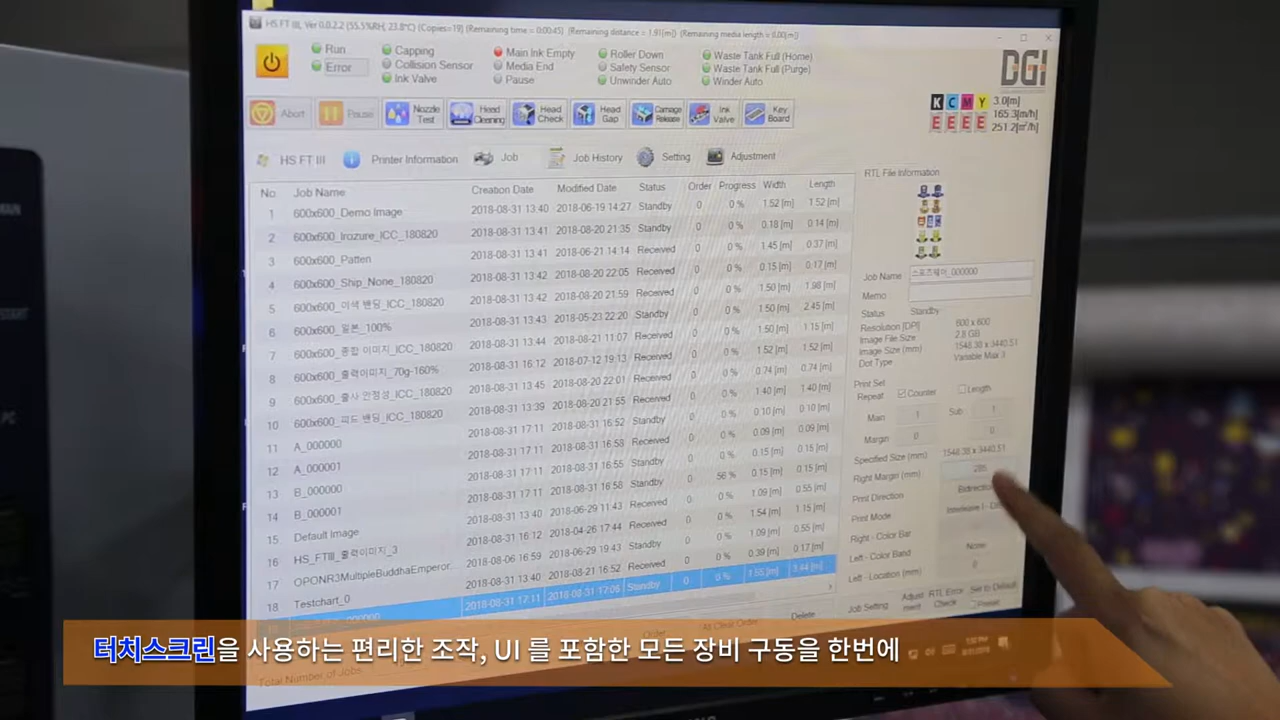 HS FT III, Ver 0.0.2.2 (55.5%RH, 23.8°C) (Copies=19) (Remaining time = 0:00:45) (Remaining distance = 1.91[m]) (Remaining media length = 0.00[m])
Run Capping Main Ink Empty Roller Down Waste Tank Full (Home)
Error Collision Sensor Media End Safety Sensor Waste Tank Full (Purge)
Ink Valve Pause Unwinder Auto Winder Auto
DGI
Abort Pause Nozzle Test Head Cleaning Head Check Head Gap Carriage Release Ink Valve Key Board
K C M Y 3.0[m]
E E E E 165.3[m/h]
251.2[m²/h]
HS FT III Printer Information Job Job History Setting Adjustment
No Job Name Creation Date Modified Date Status Order Progress Width Length
1 600x600_Demo Image 2018-08-31 13:40 2018-06-19 14:27 Standby 0 0 % 1.52 [m] 1.52 [m]
2 600x600_Irozure_ICC_180820 2018-08-31 13:41 2018-08-20 21:35 Standby 0 0 % 0.18 [m] 0.14 [m]
3 600x600_Patten 2018-08-31 13:41 2018-06-21 14:14 Received 0 0 % 1.45 [m] 0.37 [m]
4 600x600_Ship_None_180820 2018-08-31 13:42 2018-08-20 22:05 Received 0 0 % 0.15 [m] 0.17 [m]
5 600x600_이색 밴딩_ICC_180820 2018-08-31 13:42 2018-08-20 21:59 Received 0 0 % 1.50 [m] 1.98 [m]
6 600x600_일본_100% 2018-08-31 13:43 2018-05-23 22:20 Standby 0 0 % 1.50 [m] 2.45 [m]
7 600x600_종합 이미지_ICC_180820 2018-08-31 13:44 2018-08-21 11:07 Received 0 0 % 1.50 [m] 1.15 [m]
8 600x600_출력이미지_70g-160% 2018-08-31 16:12 2018-07-12 19:13 Received 0 0 % 1.52 [m] 1.52 [m]
9 600x600_출사 안정성_ICC_180820 2018-08-31 13:45 2018-08-20 22:01 Received 0 0 % 0.74 [m] 0.74 [m]
10 600x600_피드 밴딩_ICC_180820 2018-08-31 13:39 2018-08-20 21:55 Received 0 0 % 1.40 [m] 1.40 [m]
11 A_000000 2018-08-31 17:11 2018-08-31 16:52 Standby 0 0 % 0.10 [m] 0.10 [m]
12 A_000001 2018-08-31 17:11 2018-08-31 16:58 Received 0 0 % 0.09 [m] 0.09 [m]
13 B_000000 2018-08-31 17:11 2018-08-31 16:55 Standby 0 0 % 0.15 [m] 0.15 [m]
14 B_000001 2018-08-31 17:11 2018-08-31 16:58 Standby 0 56 % 0.15 [m] 0.15 [m]
15 Default Image 2018-08-31 16:12 2018-06-29 11:43 Received 0 0 % 1.09 [m] 0.55 [m]
16 HS_FTIII_출력이미지_3 2018-08-31 17:11 2018-04-26 17:44 Received 0 0 % 1.54 [m] 1.15 [m]
17 OPONR3MultipleBuddhaEmperor... 2018-08-06 16:59 2018-06-29 19:43 Standby 0 0 % 1.09 [m] 0.55 [m]
18 Testchart_0 2018-08-31 13:40 2018-08-21 16:52 Received 0 0 % 0.39 [m] 0.17 [m]
2018-08-31 17:11 2018-08-31 17:06 Standby 0 0 % 1.55 [m] 3.44 [m]
RTL File Information
Job Name 스포츠웨어_000000
Memo
Status Standby
Resolution [DPI] 600 x 600
Image File Size 2.8 GB
Image Size (mm) 1548.38 x 3440.51
Dot Type Variable Max 3
Print Set
Repeat Counter Length
Main 1 Sub 1
Margin 0 0
Specified Size (mm) 1548.38 x 3440.51
Right Margin (mm) 285
Print Direction
Print Mode
Right - Color Bar
Left - Color Band None
Left - Location (mm) 0
Job Setting Adjustment RTL Error Check Set to Default
Delete
Total Number of Jobs
터치스크린을 사용하는 편리한 조작, UI 를 포함한 모든 장비 구동을 한번에